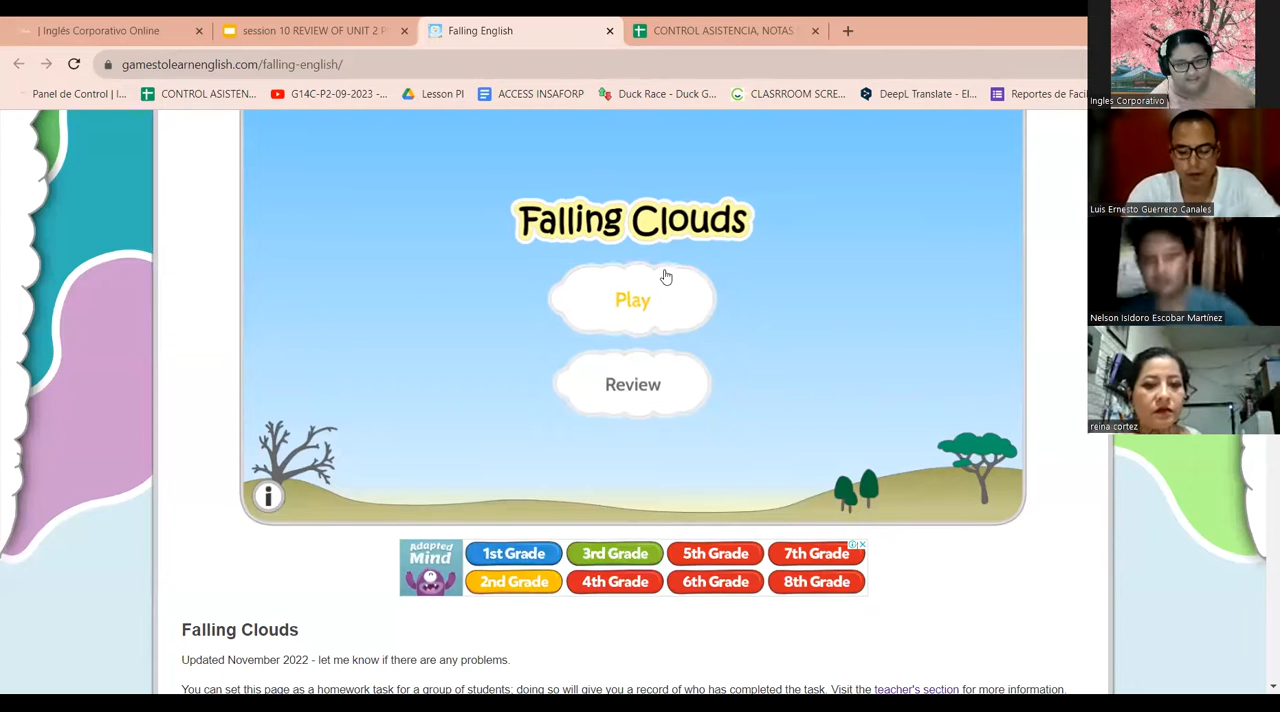 | Inglés Corporativo Online
session 10 REVIEW OF UNIT 2 P
Falling English
CONTROL ASISTENCIA, NOTAS
gamestolearnenglish.com/falling-english/
Panel de Control | I...
CONTROL ASISTEN...
G14C-P2-09-2023 -...
Lesson Pl
ACCESS INSAFORP
Duck Race - Duck G...
CLASRROOM SCRE...
DeepL Translate - El...
Reportes de Facil
Ingles Corporativo
Luis Ernesto Guerrero Canales
Nelson Isidoro Escobar Martínez
reina cortez
Falling Clouds
Play
Review
i
Adapted
Mind
1st Grade
3rd Grade
5th Grade
7th Grade
2nd Grade
4th Grade
6th Grade
8th Grade
Falling Clouds
Updated November 2022 - let me know if there are any problems.
You can set this page as a homework task for a group of students; doing so will give you a record of who has completed the task. Visit the teacher's section for more information.